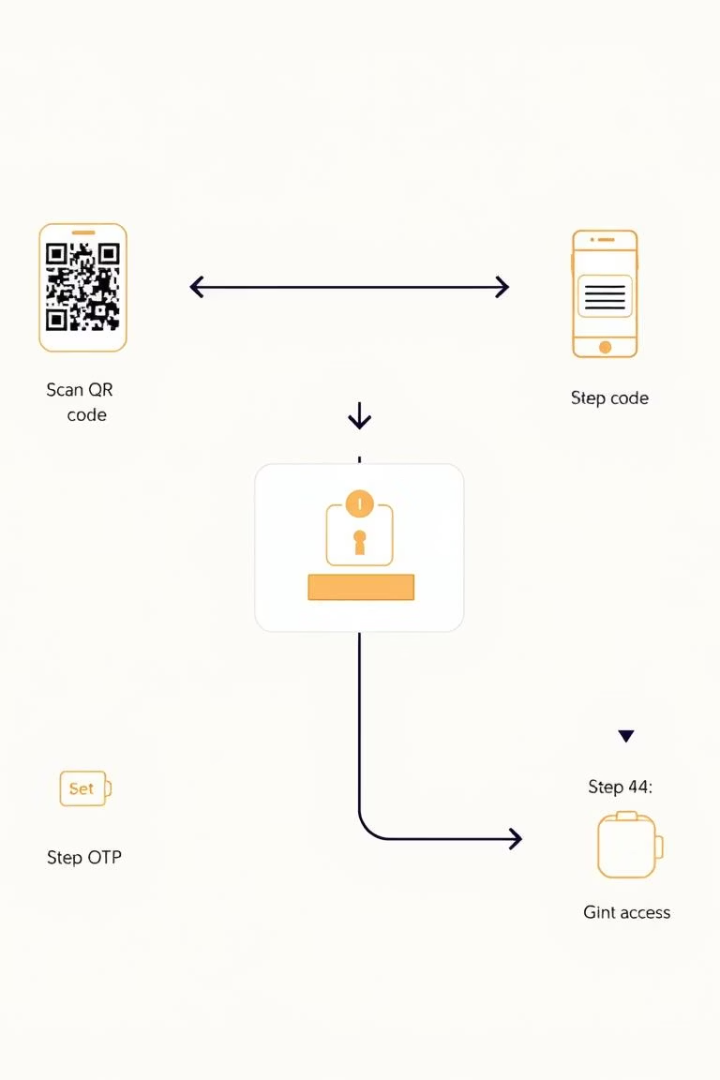 Scan QR
code
Step code
Set
Step OTP
Step 44:
Gint access